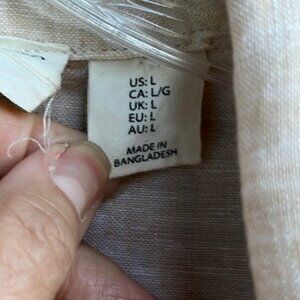 US: L
CA: L/G
UK: L
EU: L
AU: L
MADE IN
BANGLADESH